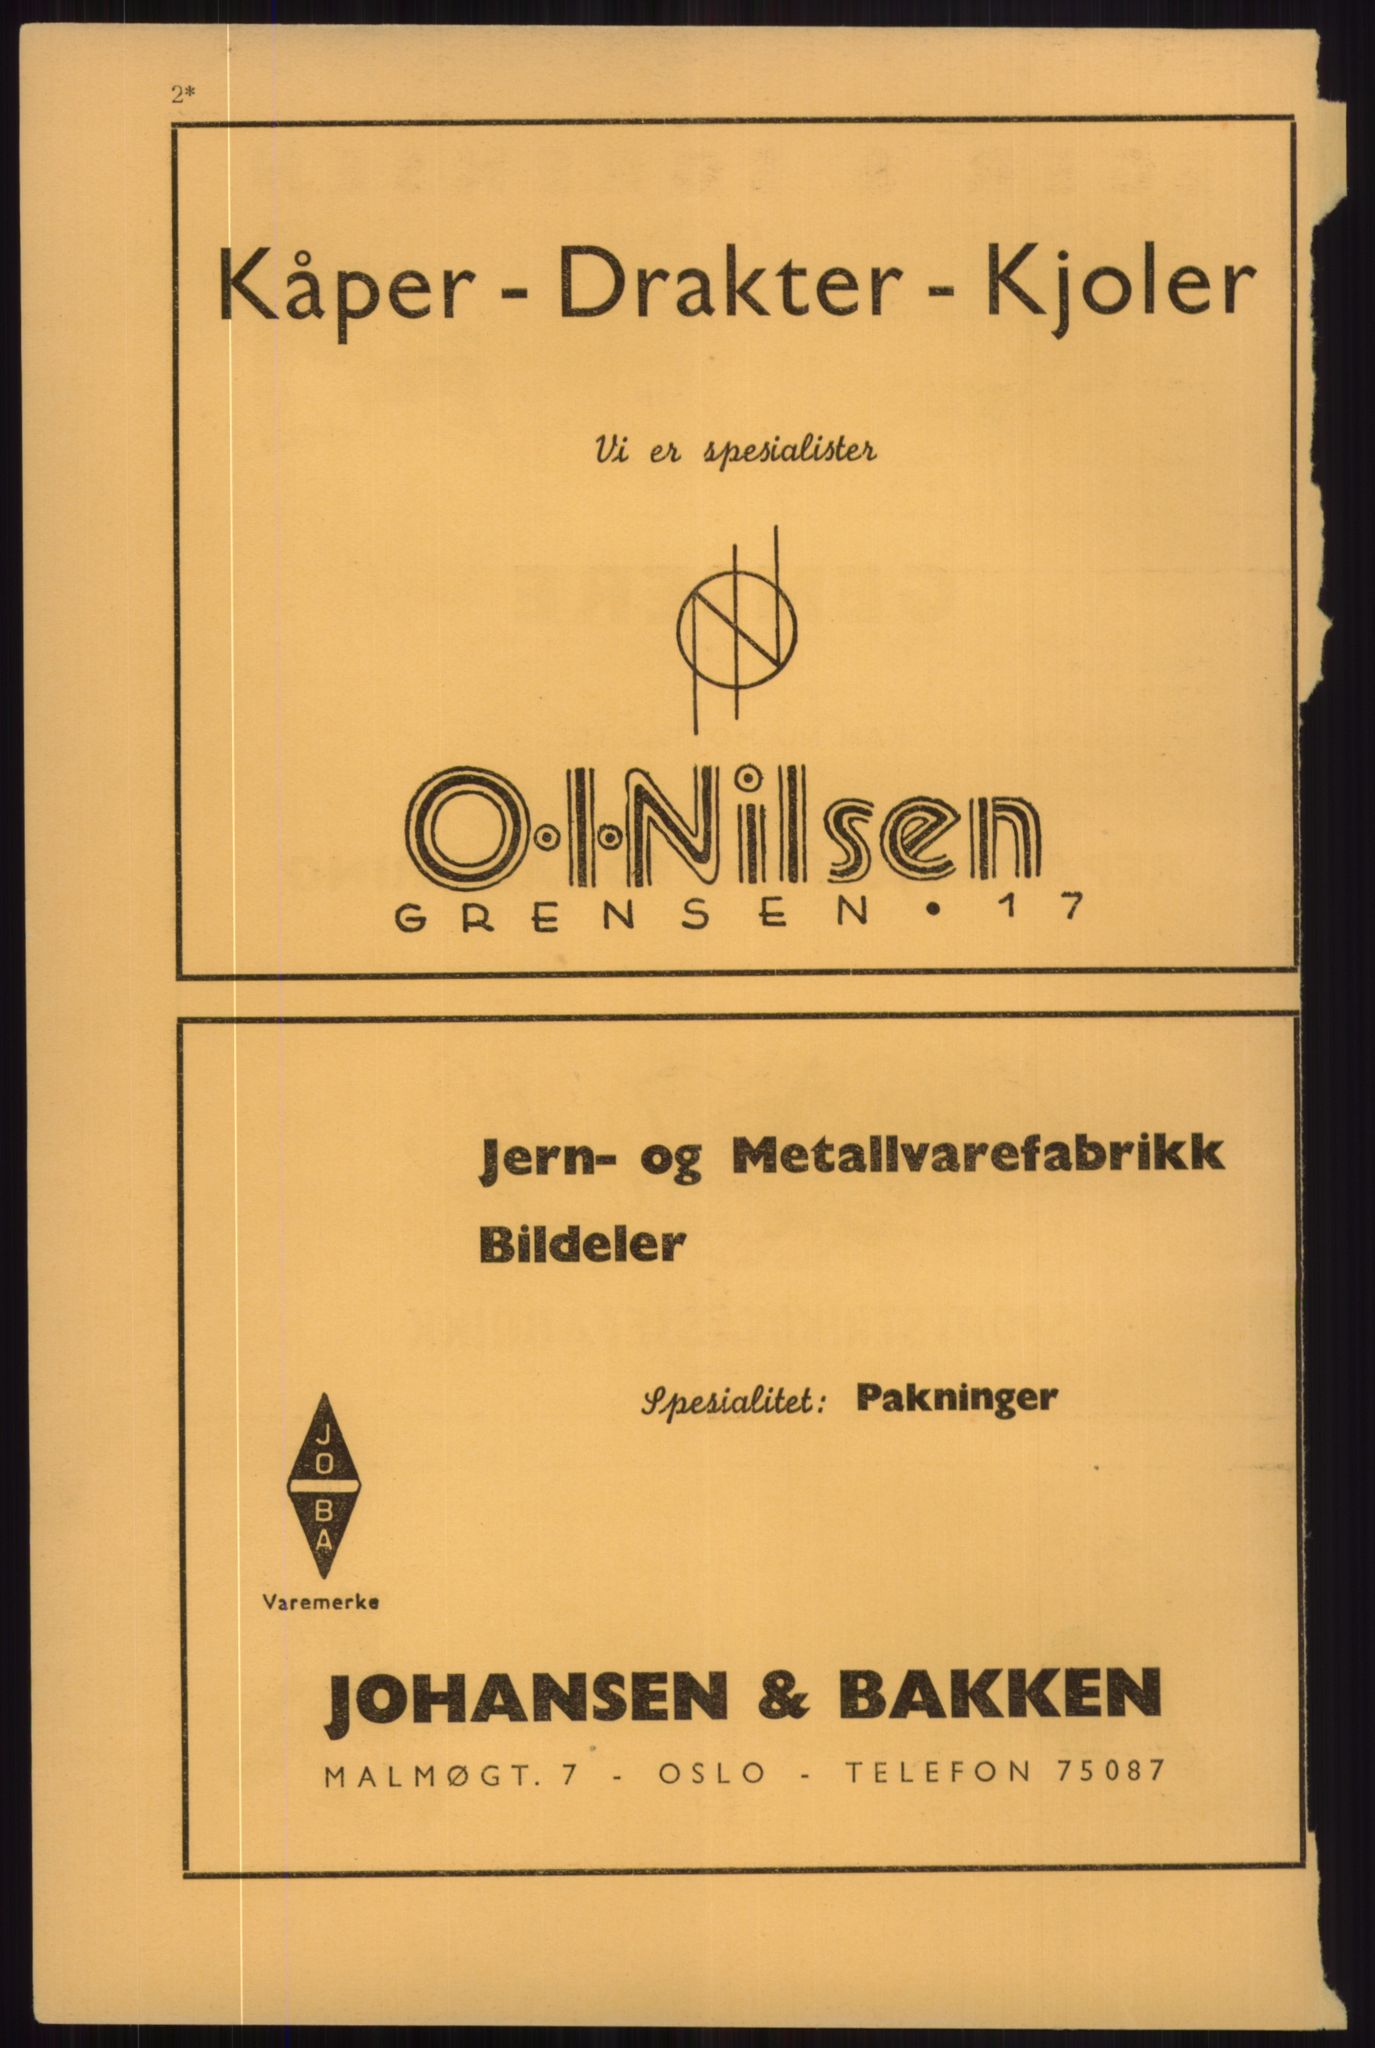 2*
Kåper - Drakter - Kjoler
Vi er spesialister
O·I·Nilsen
GRENSEN • 17
Jern- og Metallvarefabrikk
Bildeler
Spesialitet: Pakninger
JO
BA
Varemerke
JOHANSEN & BAKKEN
MALMØGT. 7 - OSLO - TELEFON 75087